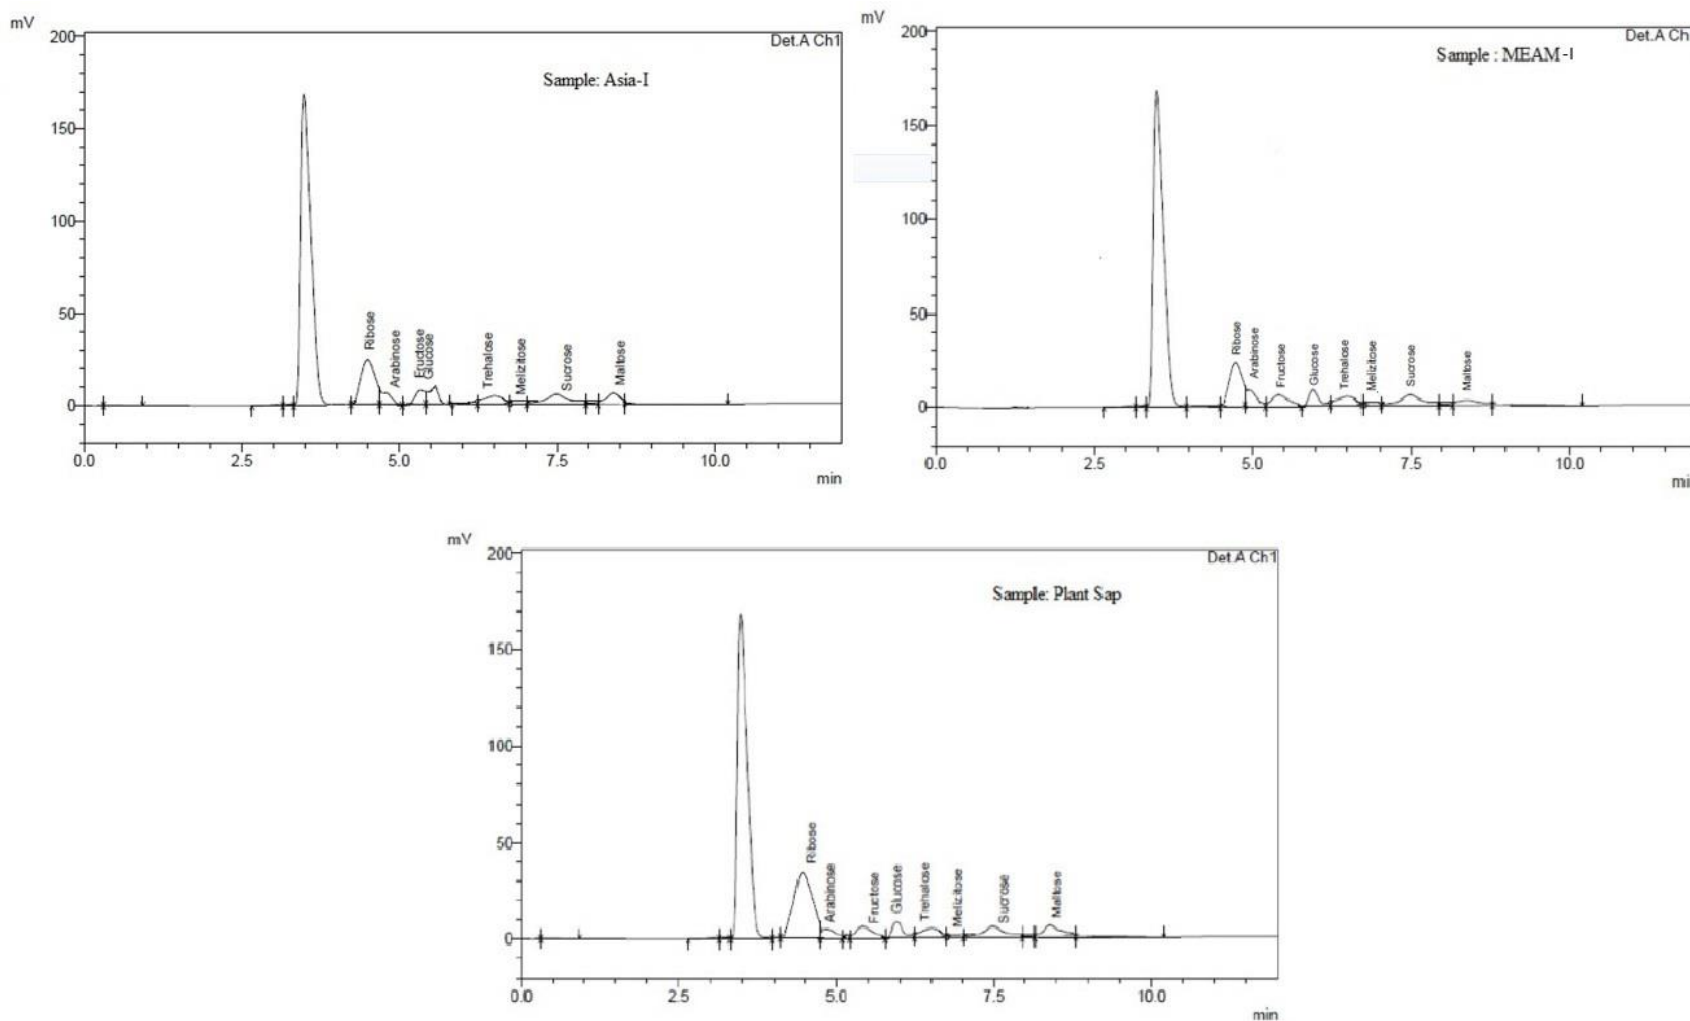 mV
200
Det.A Ch1
Sample: Asia-I
150
100
50
Ribose
Arabinose
Fructose
Glucose
Trehalose
Melizitose
Sucrose
Maltose
0
0.0 2.5 5.0 7.5 10.0
min
mV
200
Det.A Ch
Sample : MEAM-I
150
100
50
Ribose
Arabinose
Fructose
Glucose
Trehalose
Melizitose
Sucrose
Maltose
0
0.0 2.5 5.0 7.5 10.0
mi
mV
200
Det.A Ch1
Sample: Plant Sap
150
100
50
Ribose
Arabinose
Fructose
Glucose
Trehalose
Melizitose
Sucrose
Maltose
0
0.0 2.5 5.0 7.5 10.0
min